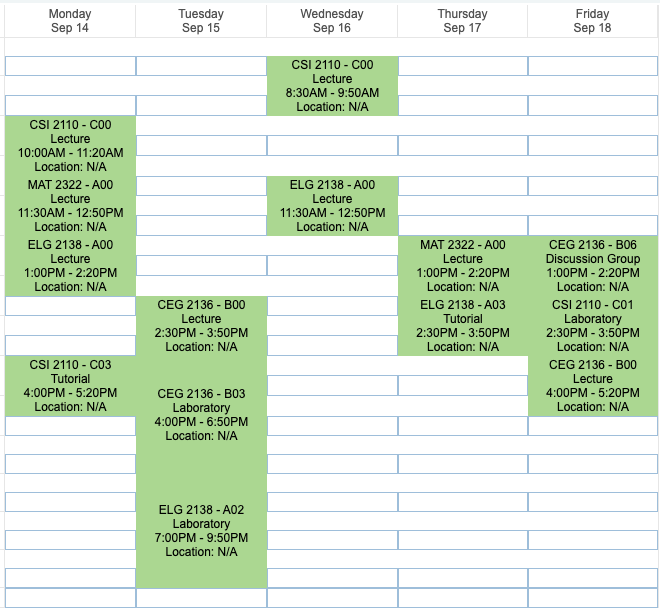 Monday
Sep 14
Tuesday
Sep 15
Wednesday
Sep 16
Thursday
Sep 17
Friday
Sep 18
CSI 2110 - C00
Lecture
8:30AM - 9:50AM
Location: N/A
CSI 2110 - C00
Lecture
10:00AM - 11:20AM
Location: N/A
MAT 2322 - A00
Lecture
11:30AM - 12:50PM
Location: N/A
ELG 2138 - A00
Lecture
11:30AM - 12:50PM
Location: N/A
ELG 2138 - A00
Lecture
1:00PM - 2:20PM
Location: N/A
MAT 2322 - A00
Lecture
1:00PM - 2:20PM
Location: N/A
CEG 2136 - B06
Discussion Group
1:00PM - 2:20PM
Location: N/A
CEG 2136 - B00
Lecture
2:30PM - 3:50PM
Location: N/A
ELG 2138 - A03
Tutorial
2:30PM - 3:50PM
Location: N/A
CSI 2110 - C01
Laboratory
2:30PM - 3:50PM
Location: N/A
CSI 2110 - C03
Tutorial
4:00PM - 5:20PM
Location: N/A
CEG 2136 - B03
Laboratory
4:00PM - 6:50PM
Location: N/A
CEG 2136 - B00
Lecture
4:00PM - 5:20PM
Location: N/A
ELG 2138 - A02
Laboratory
7:00PM - 9:50PM
Location: N/A